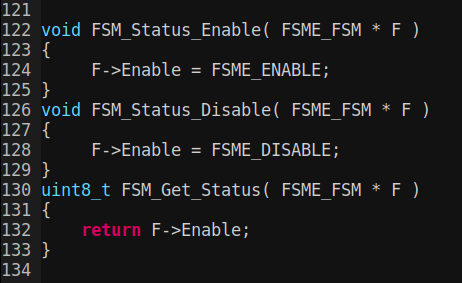 121
122 void FSM_Status_Enable( FSME_FSM * F )
123 {
124      F->Enable = FSME_ENABLE;
125 }
126 void FSM_Status_Disable( FSME_FSM * F )
127 {
128      F->Enable = FSME_DISABLE;
129 }
130 uint8_t FSM_Get_Status( FSME_FSM * F )
131 {
132     return F->Enable;
133 }
134